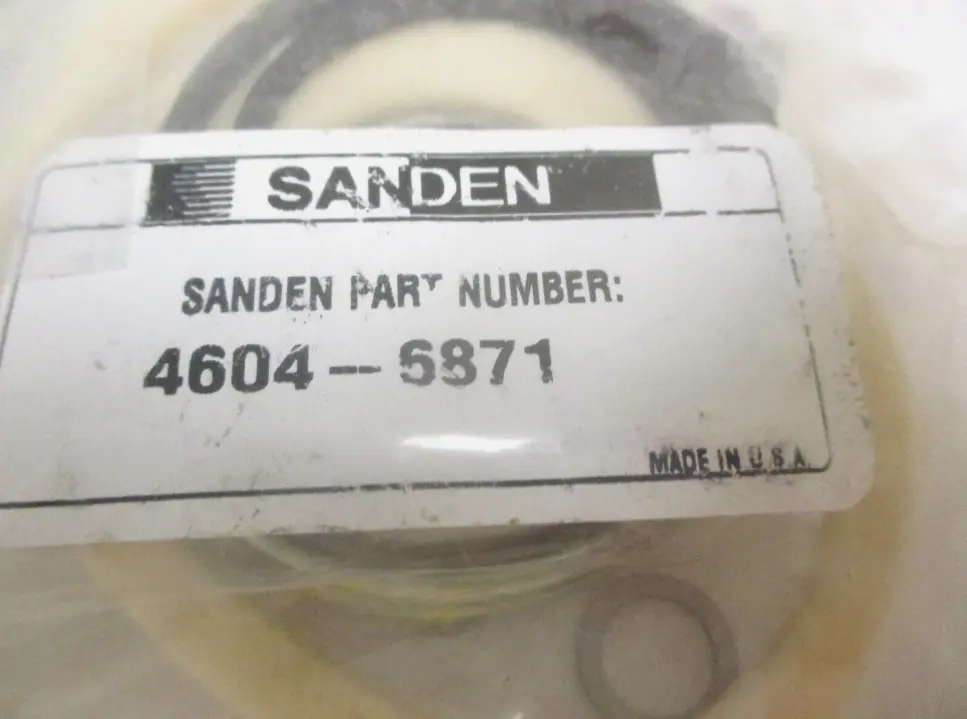 SANDEN
SANDEN PART NUMBER:
4604-6871
MADE IN U.S.A.